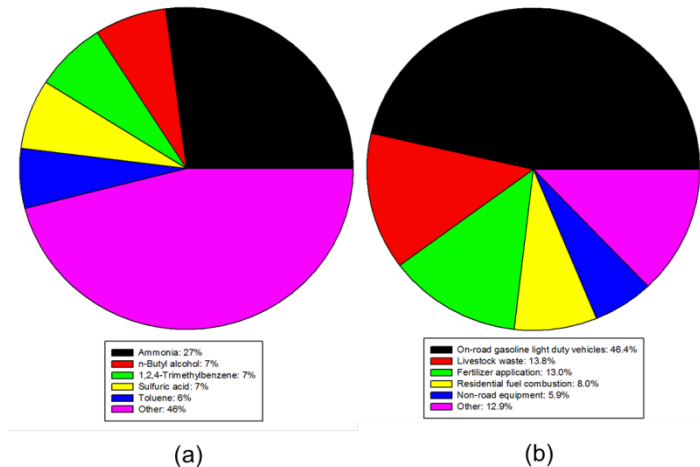 Ammonia: 27%
n-Butyl alcohol: 7%
1,2,4-Trimethylbenzene: 7%
Sulfuric acid: 7%
Toluene: 6%
Other: 46%
(a)
On-road gasoline light duty vehicles: 46.4%
Livestock waste: 13.8%
Fertilizer application: 13.0%
Residential fuel combustion: 8.0%
Non-road equipment: 5.9%
Other: 12.9%
(b)